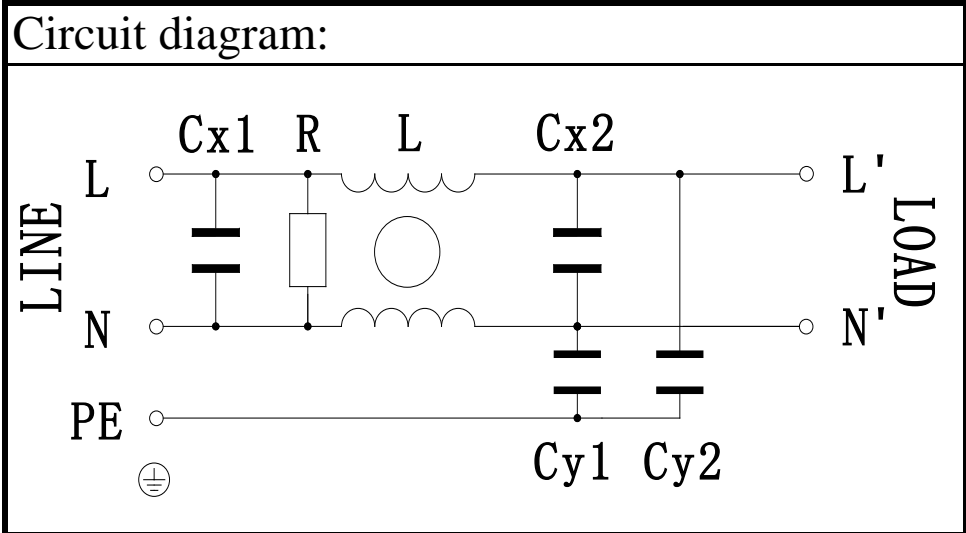 Circuit diagram:
Cx1 R L Cx2
L L'
LINE LOAD
N N'
PE
Cy1 Cy2